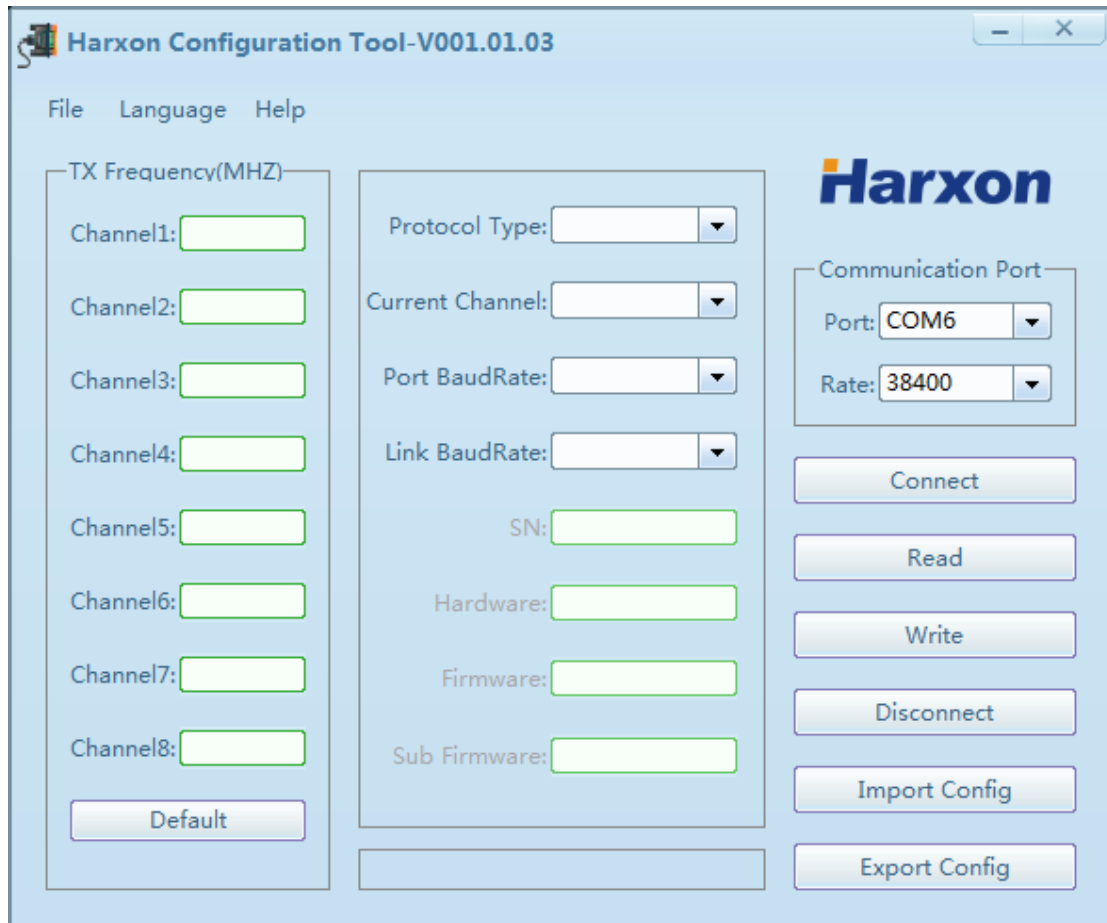 Harxon Configuration Tool-V001.01.03
File Language Help
TX Frequency(MHZ)
Channel1:
Channel2:
Channel3:
Channel4:
Channel5:
Channel6:
Channel7:
Channel8:
Default
Protocol Type:
Current Channel:
Port BaudRate:
Link BaudRate:
SN:
Hardware:
Firmware:
Sub Firmware:
Harxon
Communication Port
Port: COM6
Rate: 38400
Connect
Read
Write
Disconnect
Import Config
Export Config